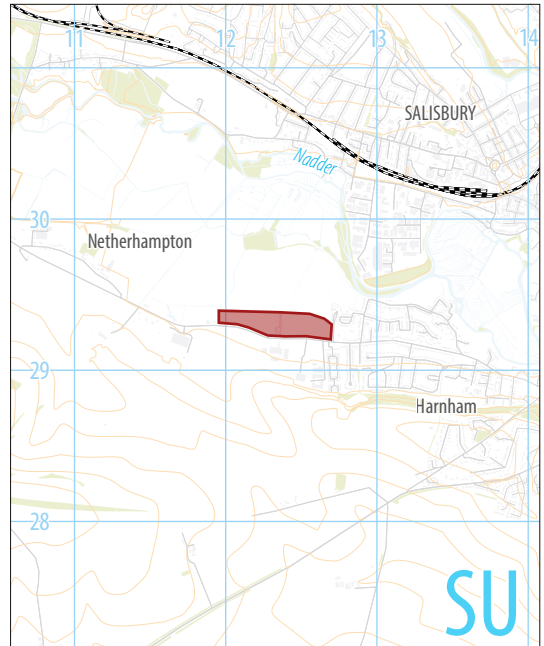 11
12
13
14
SALISBURY
Nadder
30
Netherhampton
29
Harnham
28
SU